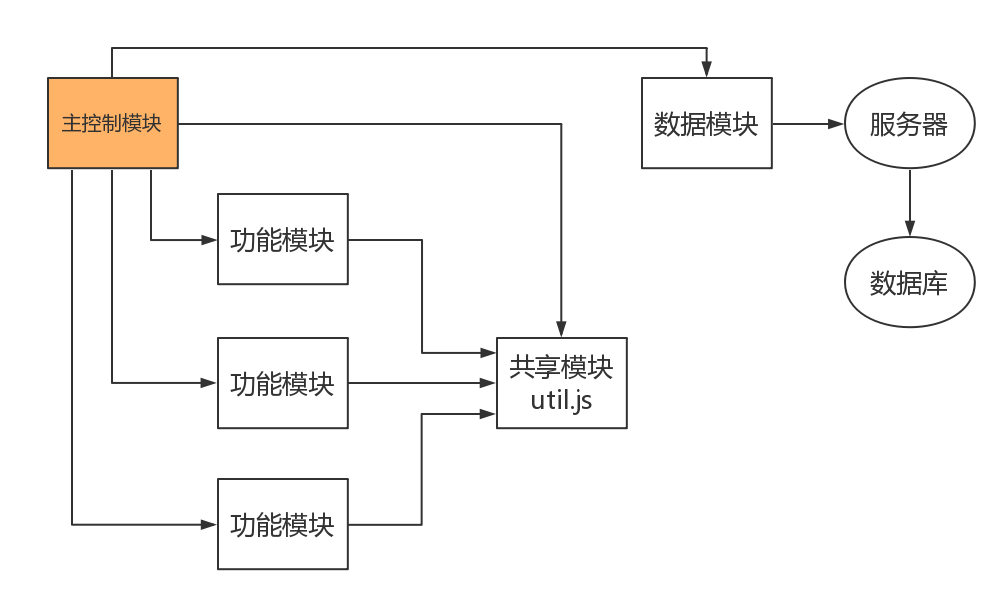 主控制模块
数据模块
服务器
功能模块
数据库
功能模块
共享模块
util.js
功能模块